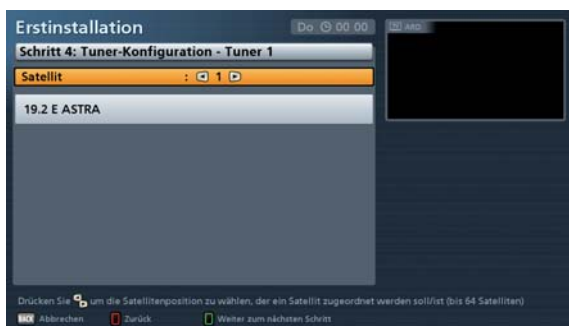 Erstinstallation
Do 00 00
ARD
Schritt 4: Tuner-Konfiguration - Tuner 1
Satellit : 1
19.2 E ASTRA
Drücken Sie um die Satellitenposition zu wählen, der ein Satellit zugeordnet werden soll/ist (bis 64 Satelliten)
BACK Abbrechen Zurück Weiter zum nächsten Schritt